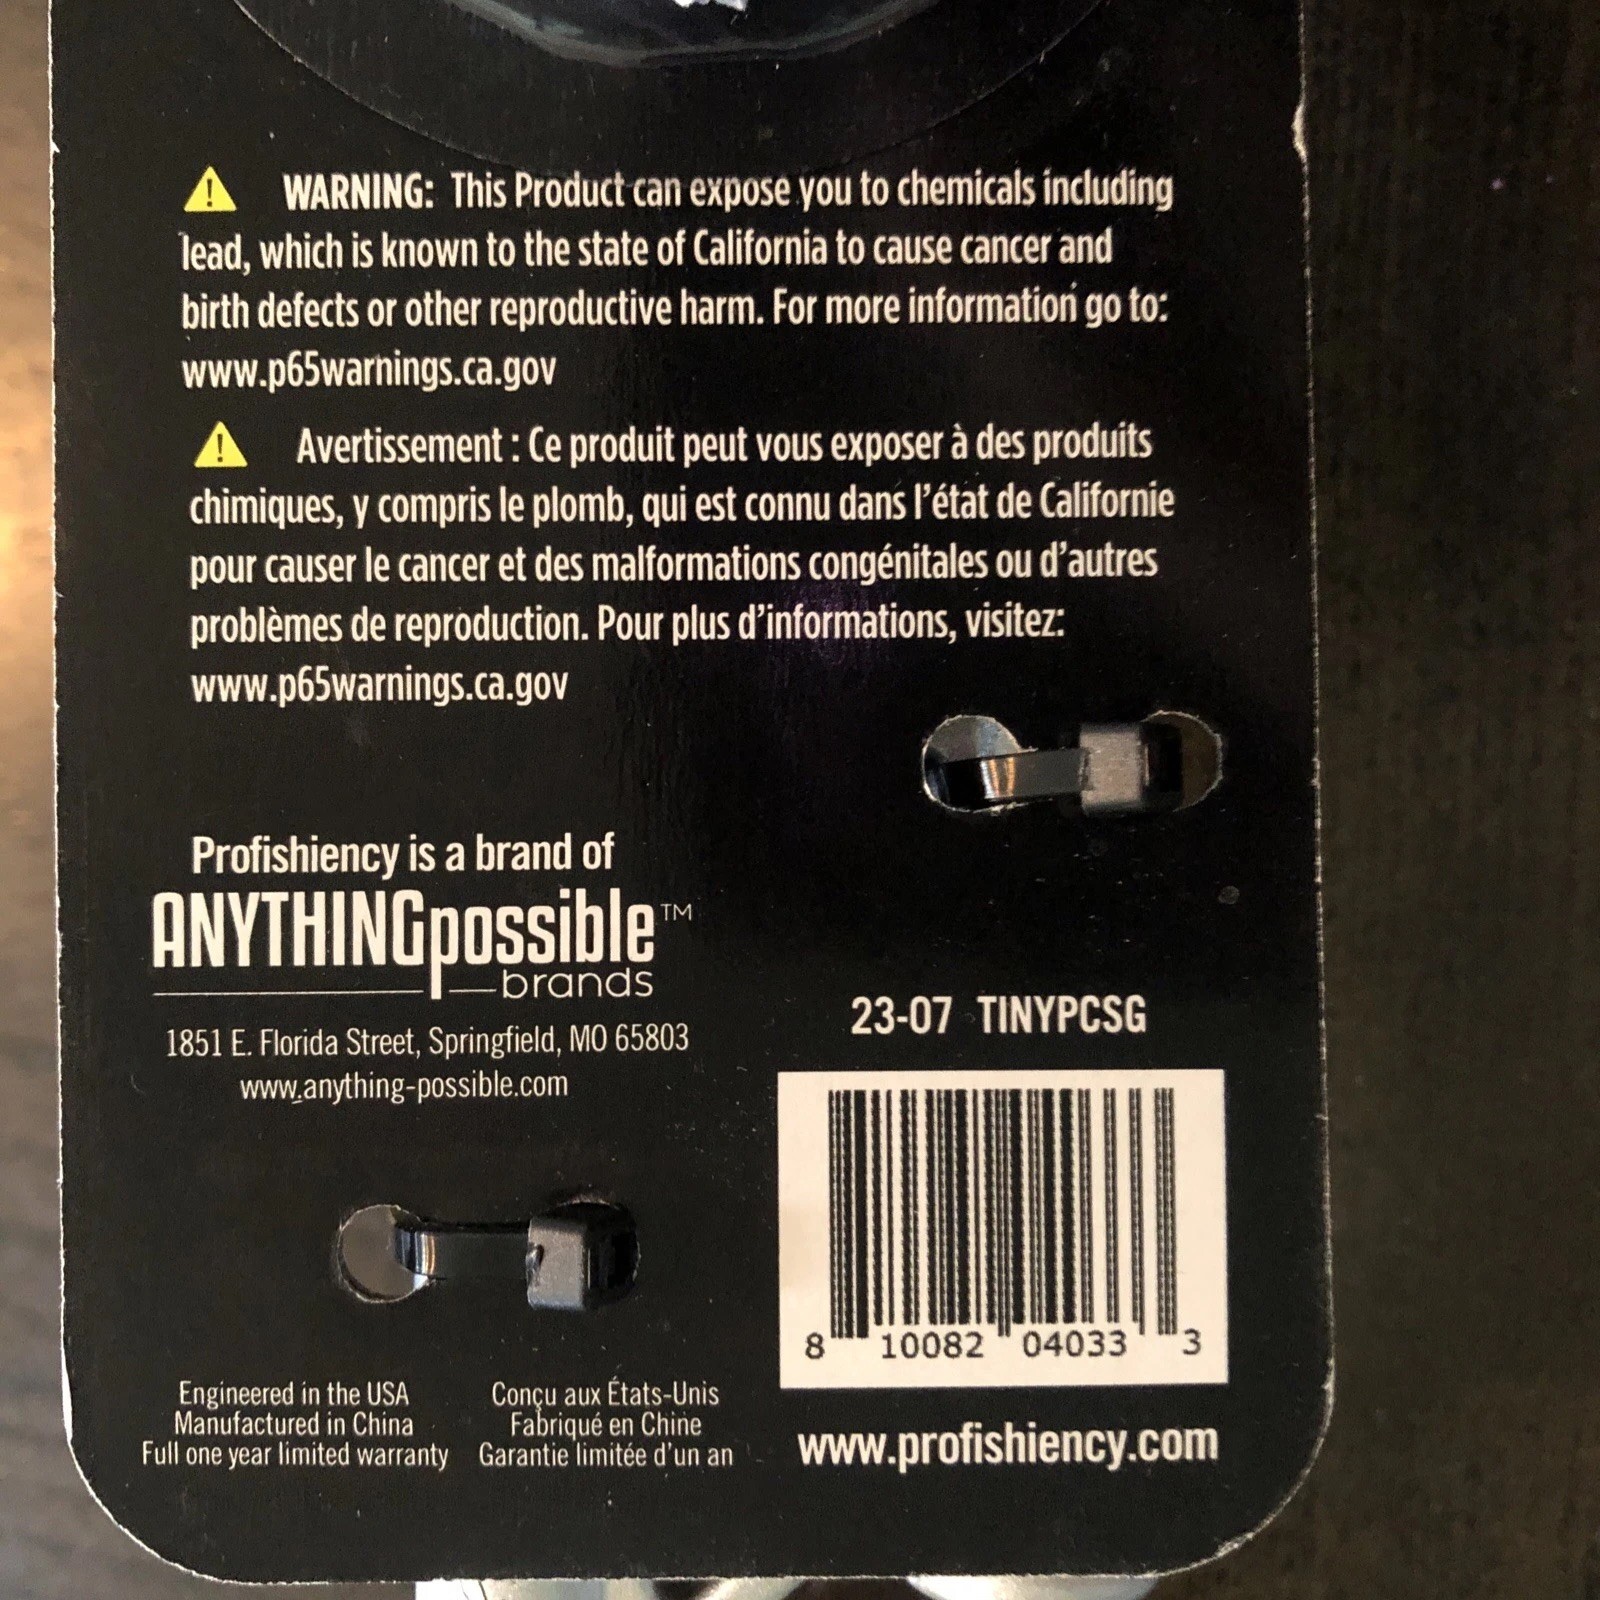 WARNING: This Product can expose you to chemicals including
lead, which is known to the state of California to cause cancer and
birth defects or other reproductive harm. For more information go to:
www.p65warnings.ca.gov
Avertissement : Ce produit peut vous exposer à des produits
chimiques, y compris le plomb, qui est connu dans l'état de Californie
pour causer le cancer et des malformations congénitales ou d'autres
problèmes de reproduction. Pour plus d'informations, visitez:
www.p65warnings.ca.gov
Profishiency is a brand of
ANYTHINGpossible™
brands
1851 E. Florida Street, Springfield, MO 65803
www.anything-possible.com
23-07 TINYPCSG
8 10082 04033 3
Engineered in the USA
Manufactured in China
Full one year limited warranty
Conçu aux États-Unis
Fabriqué en Chine
Garantie limitée d'un an
www.profishiency.com